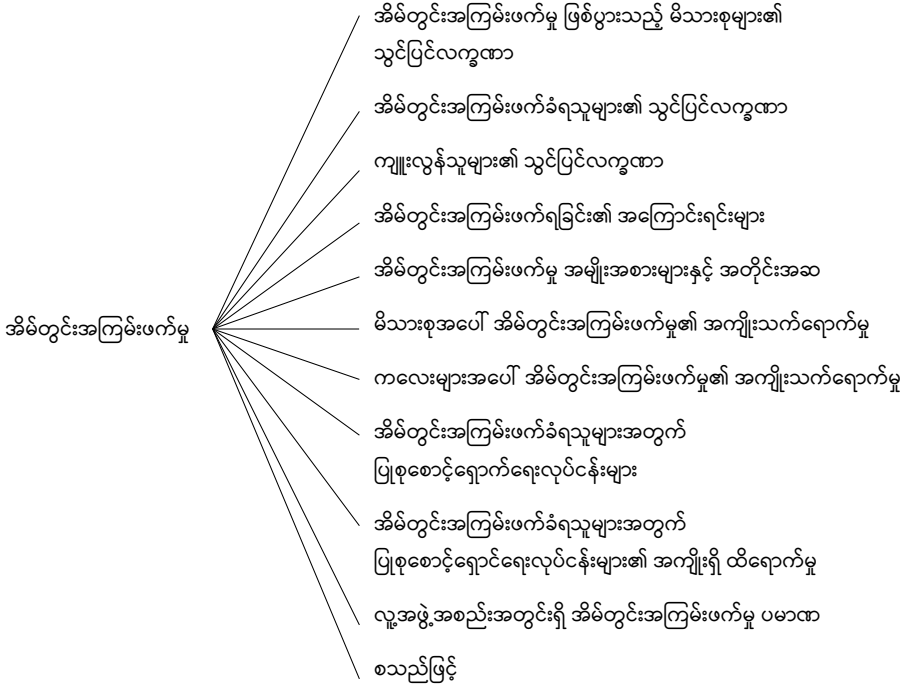 အိမ်တွင်းအကြမ်းဖက်မှု ဖြစ်ပွားသည့် မိသားစုများ၏
သွင်ပြင်လက္ခဏာ
အိမ်တွင်းအကြမ်းဖက်ခံရသူများ၏ သွင်ပြင်လက္ခဏာ
ကျူးလွန်သူများ၏ သွင်ပြင်လက္ခဏာ
အိမ်တွင်းအကြမ်းဖက်ရခြင်း၏ အကြောင်းရင်းများ
အိမ်တွင်းအကြမ်းဖက်မှု အမျိုးအစားများနှင့် အတိုင်းအဆ
အိမ်တွင်းအကြမ်းဖက်မှု
မိသားစုအပေါ် အိမ်တွင်းအကြမ်းဖက်မှု၏ အကျိုးသက်ရောက်မှု
ကလေးများအပေါ် အိမ်တွင်းအကြမ်းဖက်မှု၏ အကျိုးသက်ရောက်မှု
အိမ်တွင်းအကြမ်းဖက်ခံရသူများအတွက်
ပြုစုစောင့်ရှောက်ရေးလုပ်ငန်းများ
အိမ်တွင်းအကြမ်းဖက်ခံရသူများအတွက်
ပြုစုစောင့်ရှောင်ရေးလုပ်ငန်းများ၏ အကျိုးရှိ ထိရောက်မှု
လူ့အဖွဲ့အစည်းအတွင်းရှိ အိမ်တွင်းအကြမ်းဖက်မှု ပမာဏ
စသည်ဖြင့်